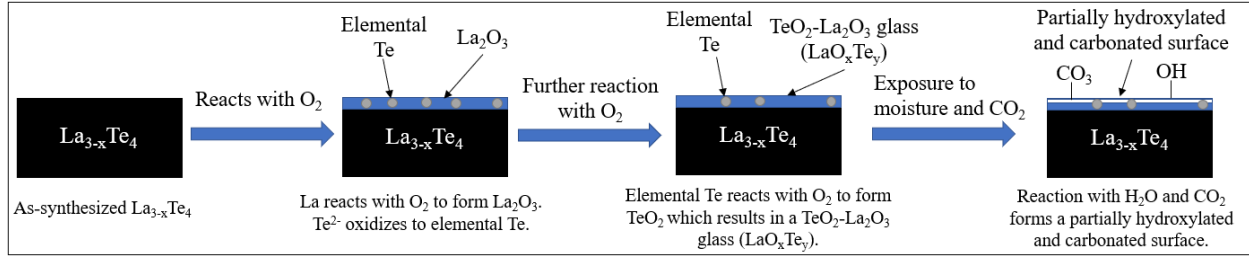 La₃₋ₓTe₄
As-synthesized La₃₋ₓTe₄
Reacts with O₂
Elemental
Te
La₂O₃
La₃₋ₓTe₄
La reacts with O₂ to form La₂O₃.
Te²⁻ oxidizes to elemental Te.
Further reaction
with O₂
Elemental
Te
TeO₂-La₂O₃ glass
(LaOₓTeᵧ)
La₃₋ₓTe₄
Elemental Te reacts with O₂ to form
TeO₂ which results in a TeO₂-La₂O₃
glass (LaOₓTeᵧ).
Exposure to
moisture and CO₂
Partially hydroxylated
and carbonated surface
CO₃
OH
La₃₋ₓTe₄
Reaction with H₂O and CO₂
forms a partially hydroxylated
and carbonated surface.